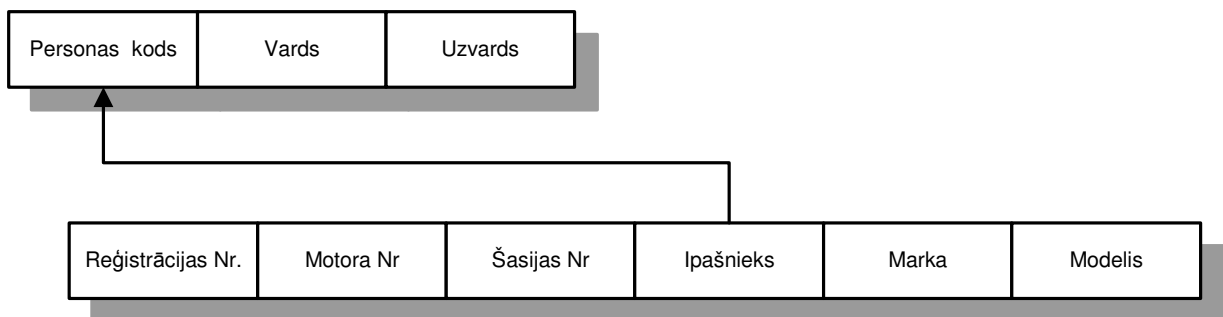 Personas kods Vards Uzvards
Reģistrācijas Nr. Motora Nr Šasijas Nr Ipašnieks Marka Modelis